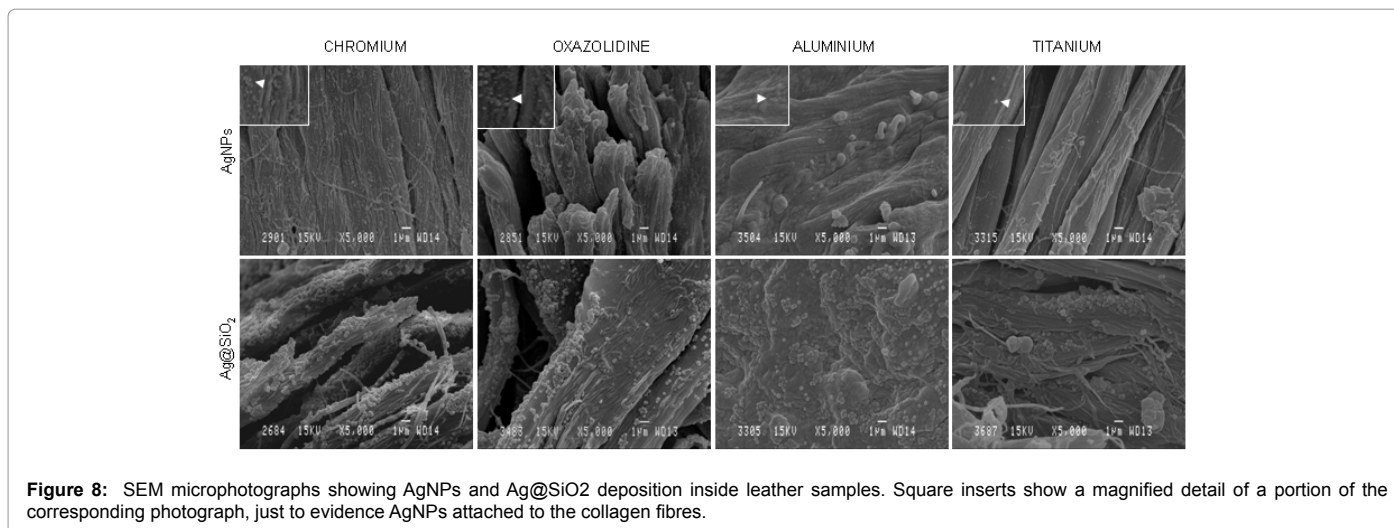 CHROMIUM OXAZOLIDINE ALUMINIUM TITANIUM
AgNPs
2901 15KV X5,000 1µm WD14
2851 15KV X5,000 1µm WD14
3504 15KV X5,000 1µm WD13
3315 15KV X5,000 1µm WD14
Ag@SiO₂
2684 15KV X5,000 1µm WD14
3483 15KV X5,000 1µm WD13
3305 15KV X5,000 1µm WD14
3687 15KV X5,000 1µm WD13
Figure 8: SEM microphotographs showing AgNPs and Ag@SiO2 deposition inside leather samples. Square inserts show a magnified detail of a portion of the
corresponding photograph, just to evidence AgNPs attached to the collagen fibres.